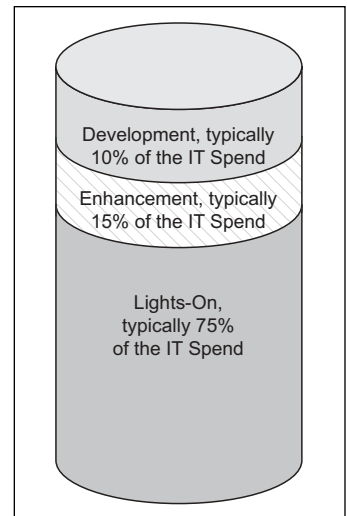 Development, typically
10% of the IT Spend
Enhancement, typically
15% of the IT Spend
Lights-On,
typically 75%
of the IT Spend